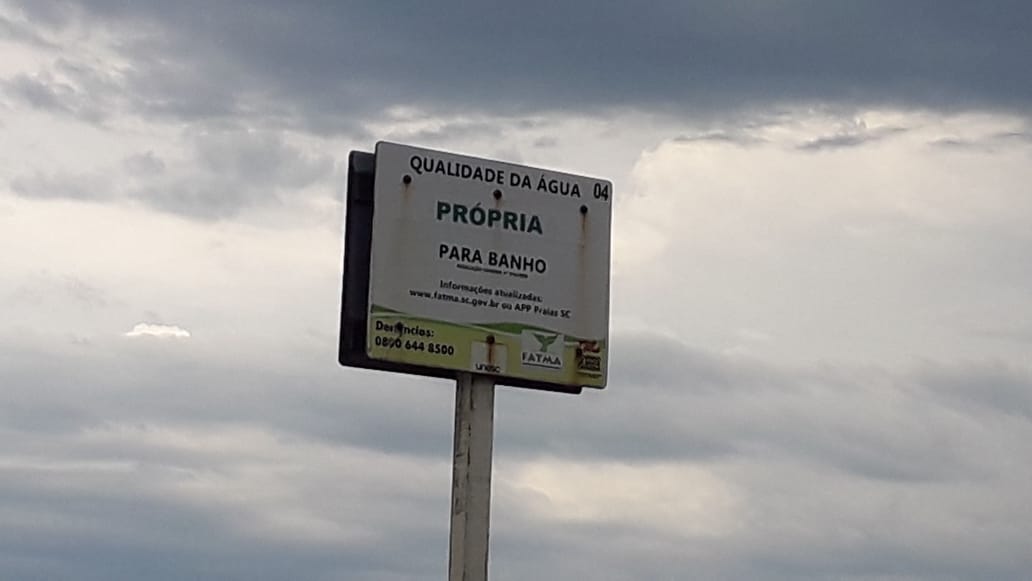 QUALIDADE DA ÁGUA 04
PRÓPRIA
PARA BANHO
Informações atualizadas:
www.fatma.sc.gov.br ou APP Praias SC
Denúncias:
0800 644 8500
unesc
FATMA